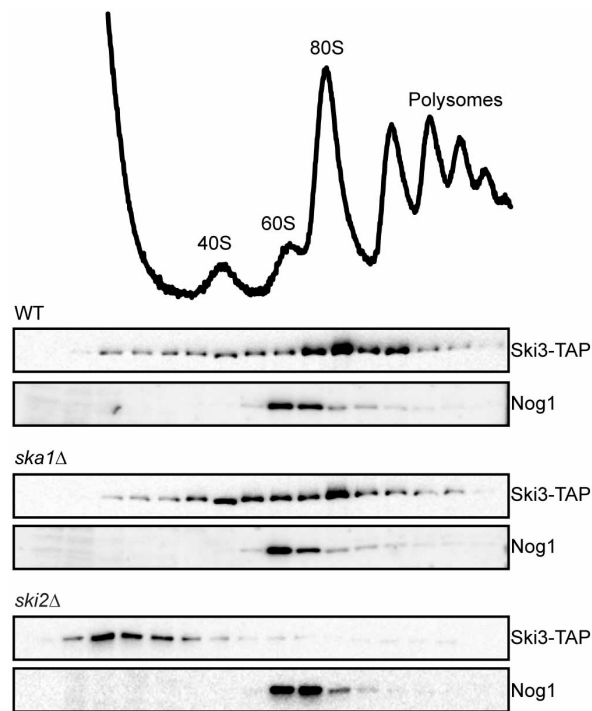 80S
Polysomes
60S
40S
WT
Ski3-TAP
Nog1
ska1Δ
Ski3-TAP
Nog1
ski2Δ
Ski3-TAP
Nog1